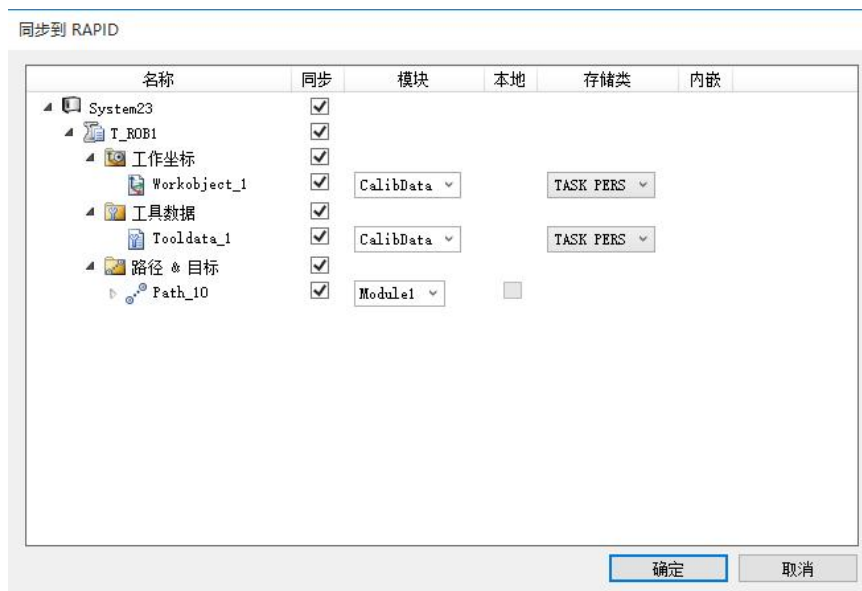 同步到 RAPID
名称 同步 模块 本地 存储类 内嵌
System23
T_ROB1
工作坐标
Workobject_1 CalibData TASK PERS
工具数据
Tooldata_1 CalibData TASK PERS
路径 & 目标
Path_10 Module1
确定 取消